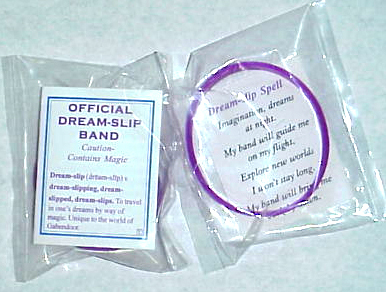 OFFICIAL
DREAM-SLIP
BAND
Caution-
Contains Magic
Dream-slip (drēam-slĭp) v.
dream-slipping, dream-
slipped, dream-slips. To travel
in one's dreams by way of
magic. Unique to the world of
Gabendoor.
Dream-slip Spell
Imagination, dreams
at night.
My band will guide me
on my flight.
Explore new worlds
I won't stay long.
My band will bring me